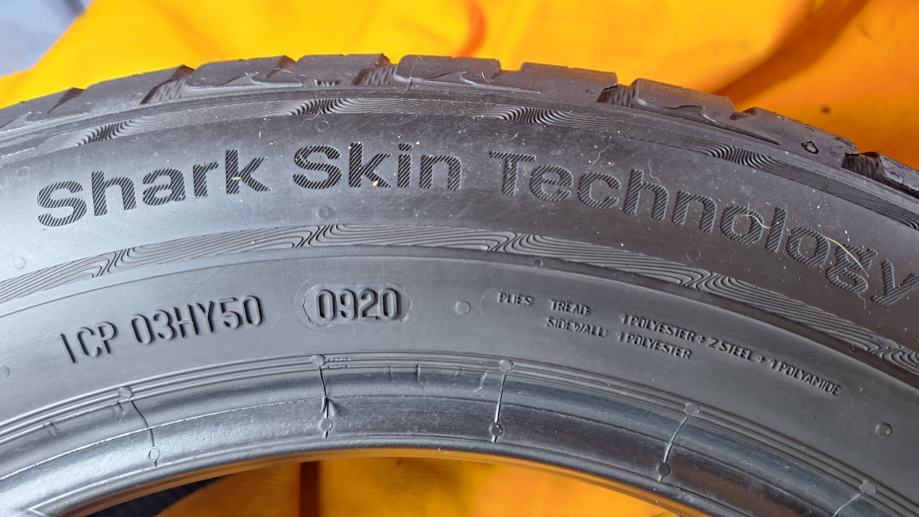 Shark Skin Technology
1CP 03HY50 0920
PLIES TREAD 1 POLYESTER + 2 STEEL + 1 POLYAMIDE
SIDEWALL 1 POLYESTER